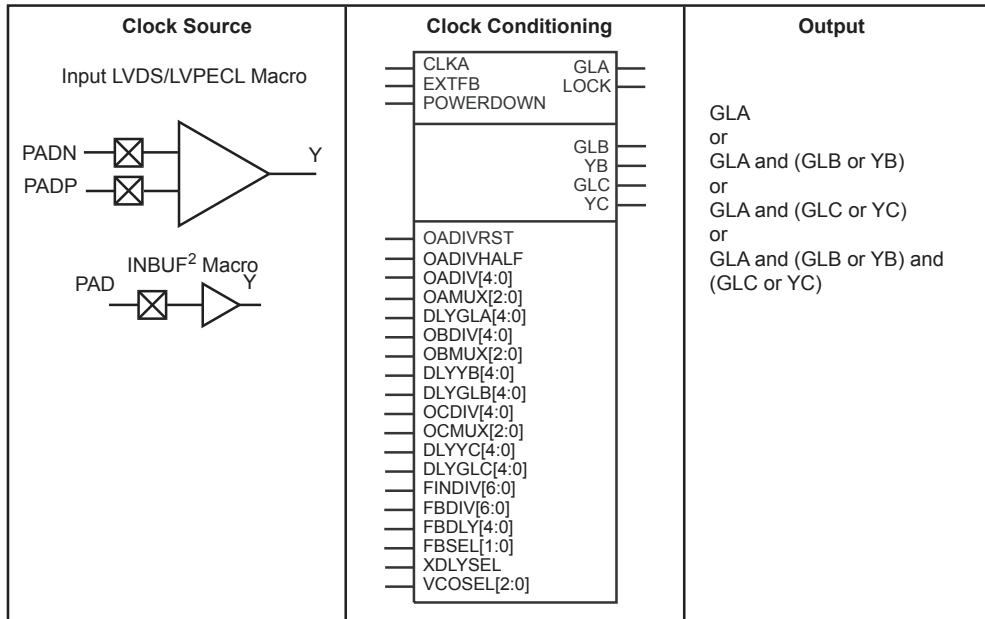 Clock Source
Clock Conditioning
Output
Input LVDS/LVPECL Macro
PADN
PADP
Y
INBUF2 Macro
PAD
Y
CLKA
EXTFB
POWERDOWN
GLA
LOCK
GLB
YB
GLC
YC
OADIVRST
OADIVHALF
OADIV[4:0]
OAMUX[2:0]
DLYGLA[4:0]
OBDIV[4:0]
OBMUX[2:0]
DLYYB[4:0]
DLYGLB[4:0]
OCDIV[4:0]
OCMUX[2:0]
DLYYC[4:0]
DLYGLC[4:0]
FINDIV[6:0]
FBDIV[6:0]
FBDLY[4:0]
FBSEL[1:0]
XDLYSEL
VCOSEL[2:0]
GLA
or
GLA and (GLB or YB)
or
GLA and (GLC or YC)
or
GLA and (GLB or YB) and
(GLC or YC)